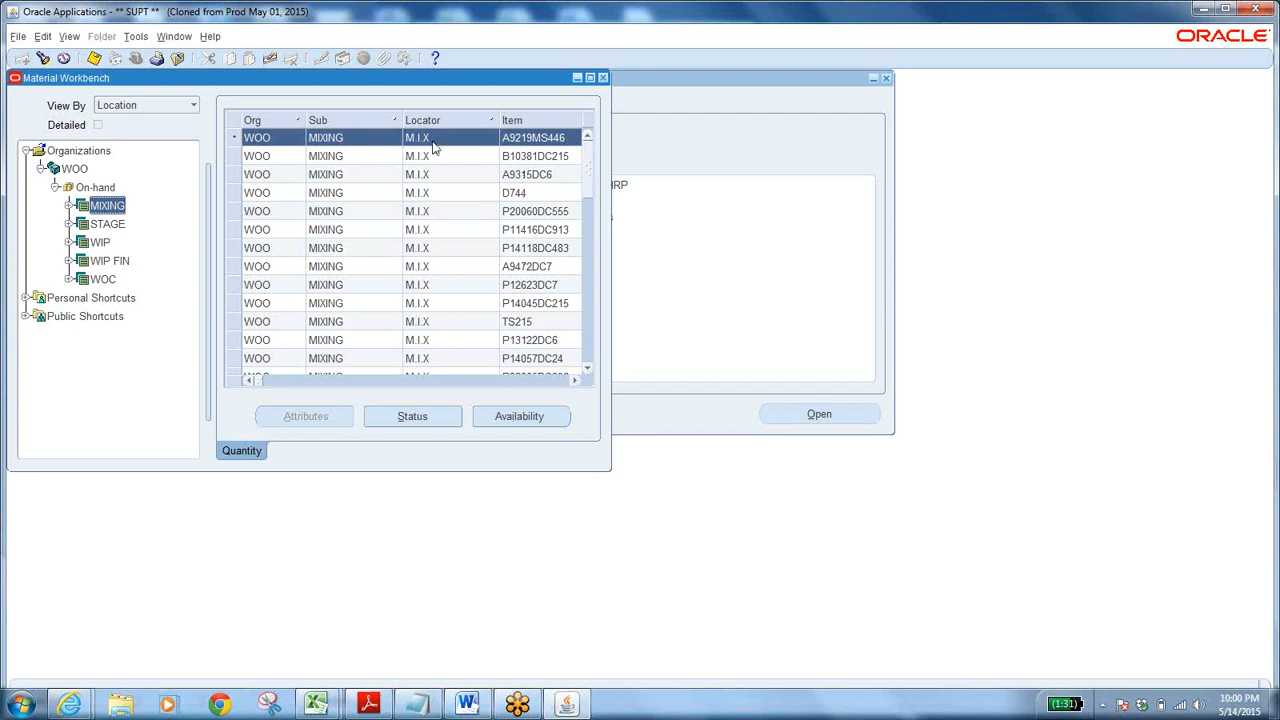 Oracle Applications - ** SUPT ** (Cloned from Prod May 01, 2015)
File Edit View Folder Tools Window Help
ORACLE
Material Workbench
View By Location
Detailed
Organizations
WOO
On-hand
MIXING
STAGE
WIP
WIP FIN
WOC
Personal Shortcuts
Public Shortcuts
Org Sub Locator Item
WOO MIXING M.I.X A9219MS446
WOO MIXING M.I.X B10381DC215
WOO MIXING M.I.X A9315DC6
WOO MIXING M.I.X D744
WOO MIXING M.I.X P20060DC555
WOO MIXING M.I.X P11416DC913
WOO MIXING M.I.X P14118DC483
WOO MIXING M.I.X A9472DC7
WOO MIXING M.I.X P12623DC7
WOO MIXING M.I.X P14045DC215
WOO MIXING M.I.X TS215
WOO MIXING M.I.X P13122DC6
WOO MIXING M.I.X P14057DC24
Attributes Status Availability
Quantity
Open
(1:31)
10:00 PM
5/14/2015